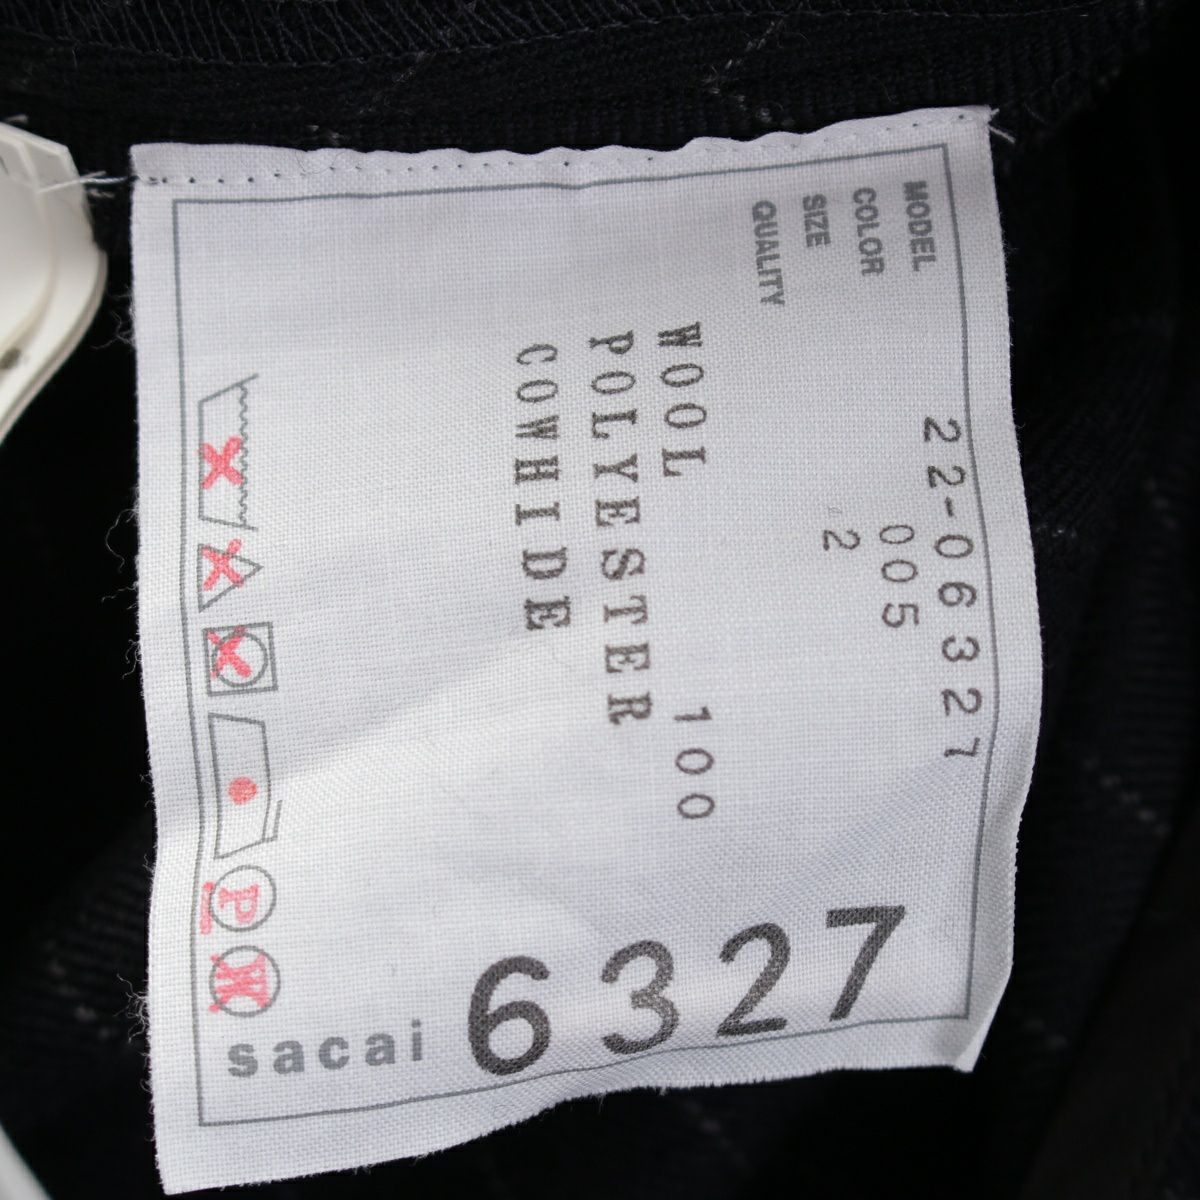 MODEL 22-06327
COLOR 005
SIZE 2
QUALITY
WOOL 100
POLYESTER
COWHIDE
P
W
sacai
6327